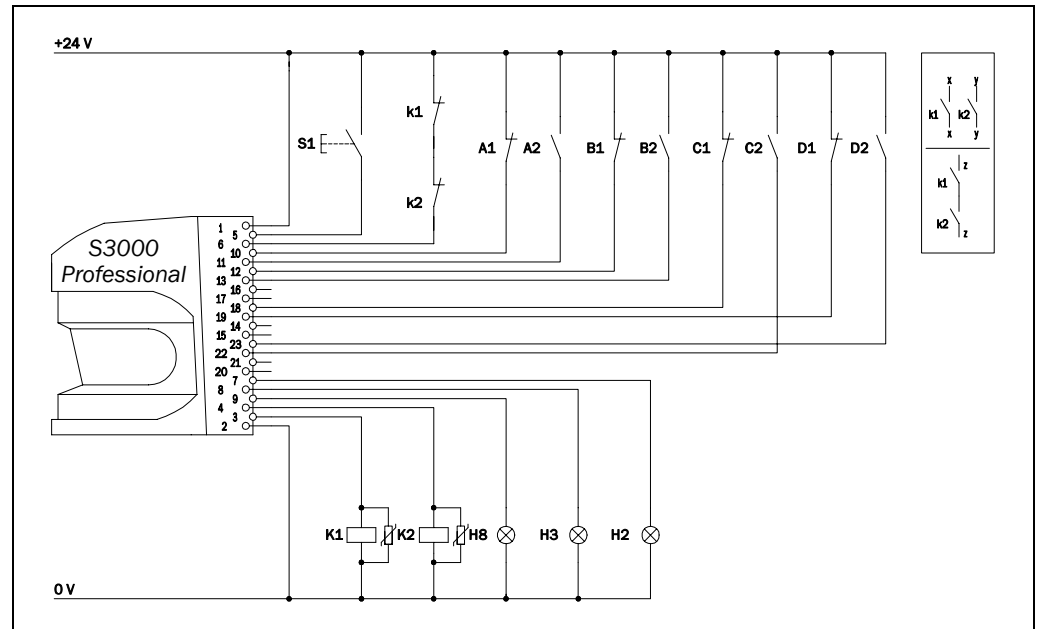 +24 V
k1
k2
S1
A1 A2 B1 B2 C1 C2 D1 D2
x y
k1 k2
x y
z
k1
k2
z
S3000
Professional
1
5
6
10
11
12
13
16
17
18
19
14
15
23
22
21
20
7
8
9
4
3
2
K1 K2 H8 H3 H2
0 V